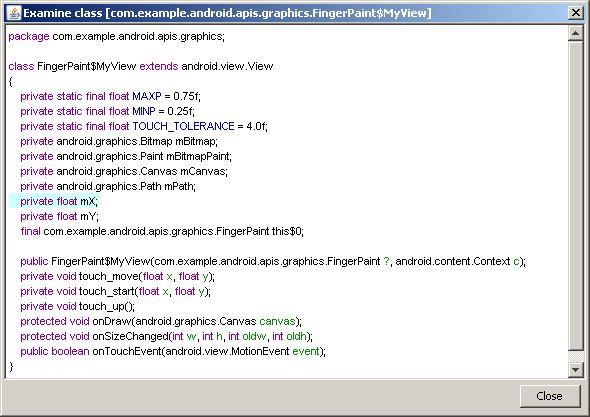 Examine class [com.example.android.apis.graphics.FingerPaint$MyView]
package com.example.android.apis.graphics;
class FingerPaint$MyView extends android.view.View
{
private static final float MAXP = 0.75f;
private static final float MINP = 0.25f;
private static final float TOUCH_TOLERANCE = 4.0f;
private android.graphics.Bitmap mBitmap;
private android.graphics.Paint mBitmapPaint;
private android.graphics.Canvas mCanvas;
private android.graphics.Path mPath;
private float mX;
private float mY;
final com.example.android.apis.graphics.FingerPaint this$0;
public FingerPaint$MyView(com.example.android.apis.graphics.FingerPaint ?, android.content.Context c);
private void touch_move(float x, float y);
private void touch_start(float x, float y);
private void touch_up();
protected void onDraw(android.graphics.Canvas canvas);
protected void onSizeChanged(int w, int h, int oldw, int oldh);
public boolean onTouchEvent(android.view.MotionEvent event);
}
Close